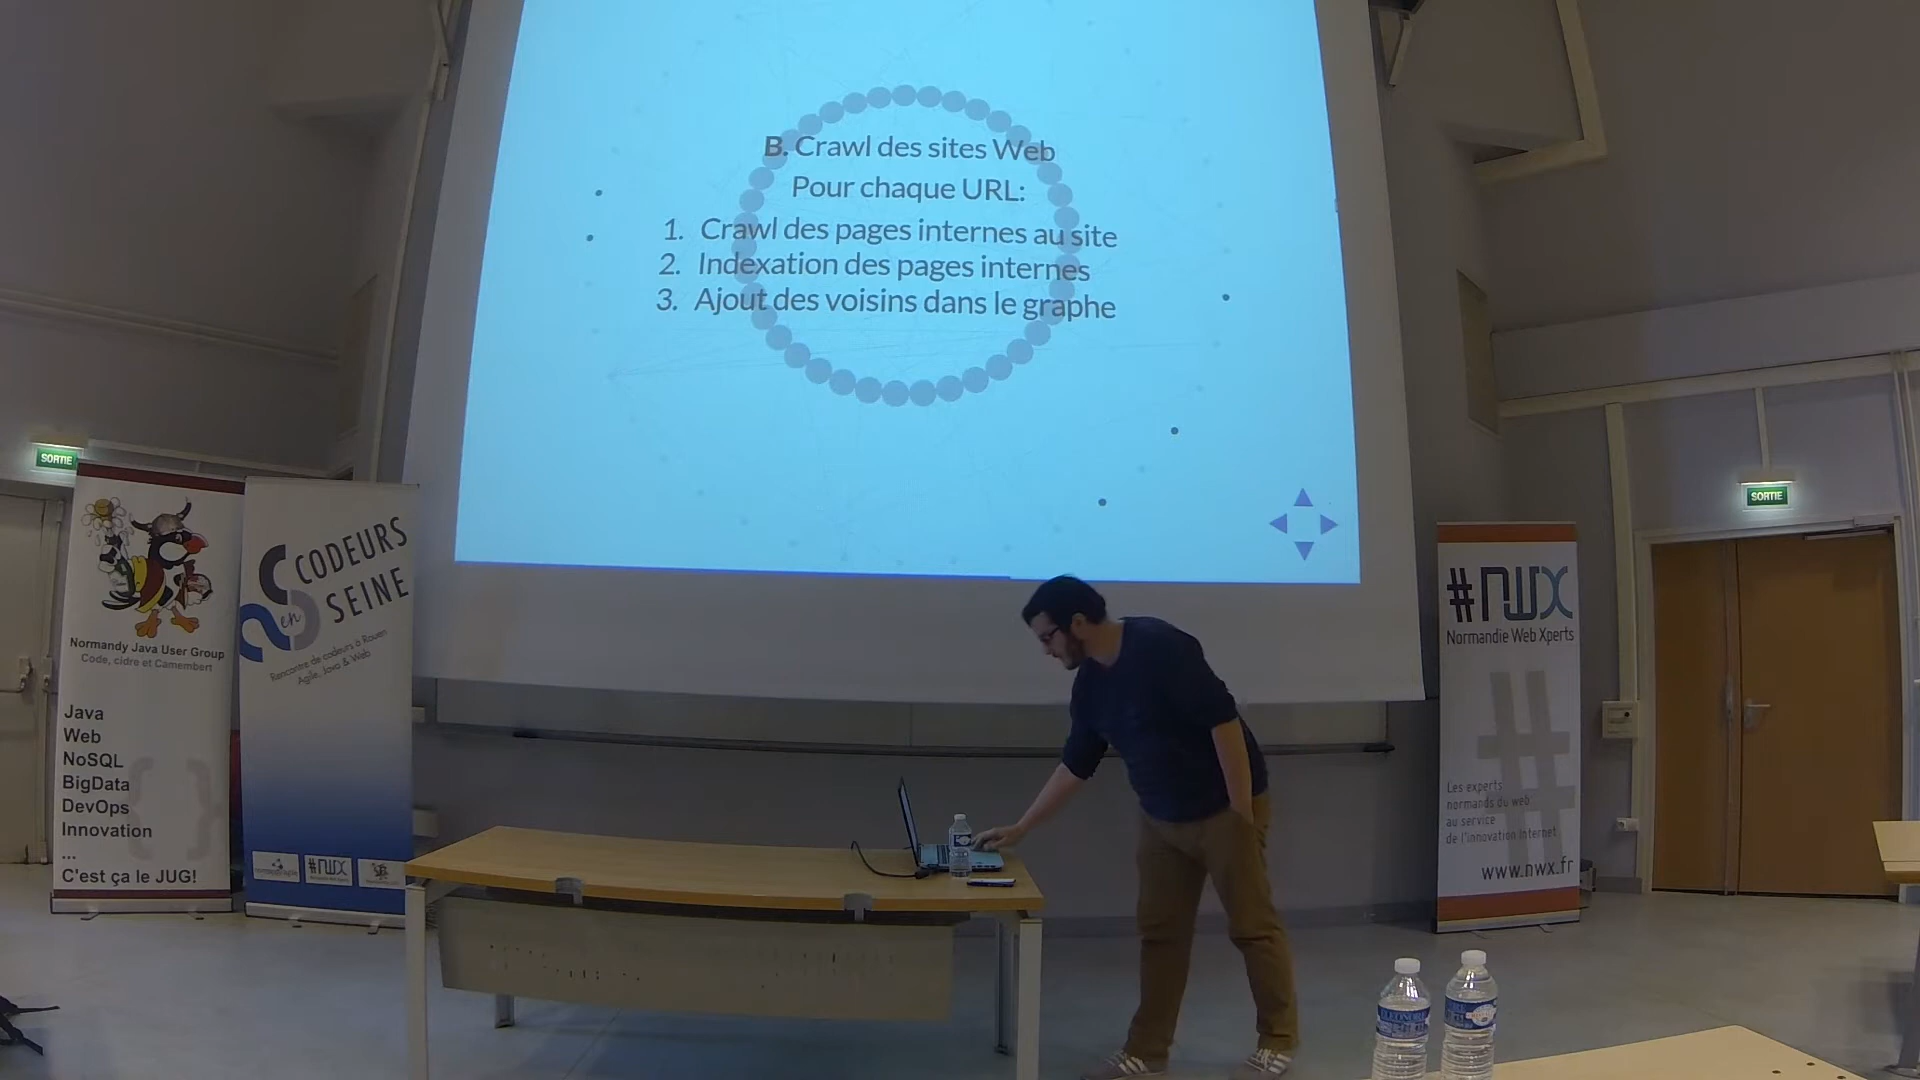 B. Crawl des sites Web
Pour chaque URL:
1. Crawl des pages internes au site
2. Indexation des pages internes
3. Ajout des voisins dans le graphe
SORTIE
Normandy Java User Group
Code, cidre et Camembert
Java
Web
NoSQL
BigData
DevOps
Innovation
...
C'est ça le JUG!
CODEURS
en
SEINE
Rencontre de codeurs à Rouen
Agile, Java & Web
#NWX
SORTIE
#NWX
Normandie Web Xperts
Les experts
normands du web
au service
de l'innovation Internet
www.nwx.fr